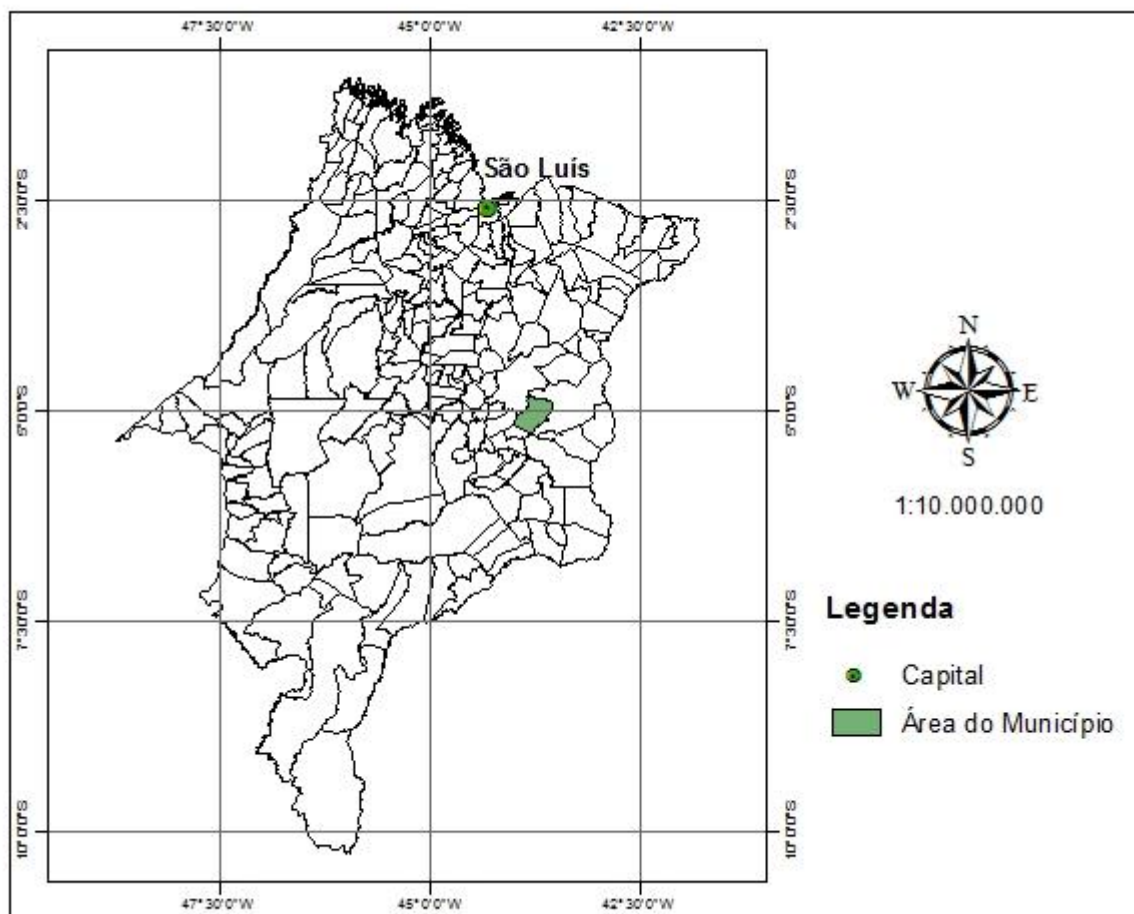 47°30'0"W 45°0'0"W 42°30'0"W
São Luís
2°30'0"S 2°30'0"S
N
W E
5°0'0"S 5°0'0"S
S
1:10.000.000
Legenda
7°30'0"S 7°30'0"S
Capital
Área do Município
10°0'0"S 10°0'0"S
47°30'0"W 45°0'0"W 42°30'0"W